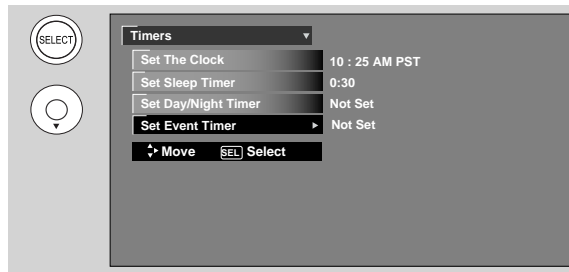 SELECT
Timers
Set The Clock 10 : 25 AM PST
Set Sleep Timer 0:30
Set Day/Night Timer Not Set
Set Event Timer Not Set
Move SEL Select